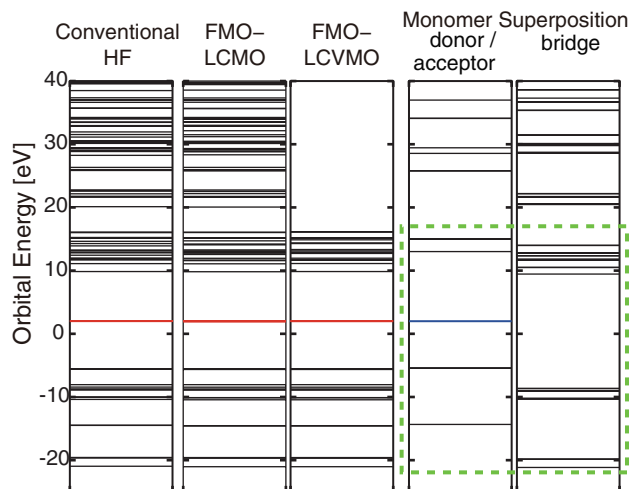 Conventional HF
FMO–LCMO
FMO–LCVMO
Monomer Superposition
donor / acceptor
bridge
Orbital Energy [eV]
40
30
20
10
0
-10
-20